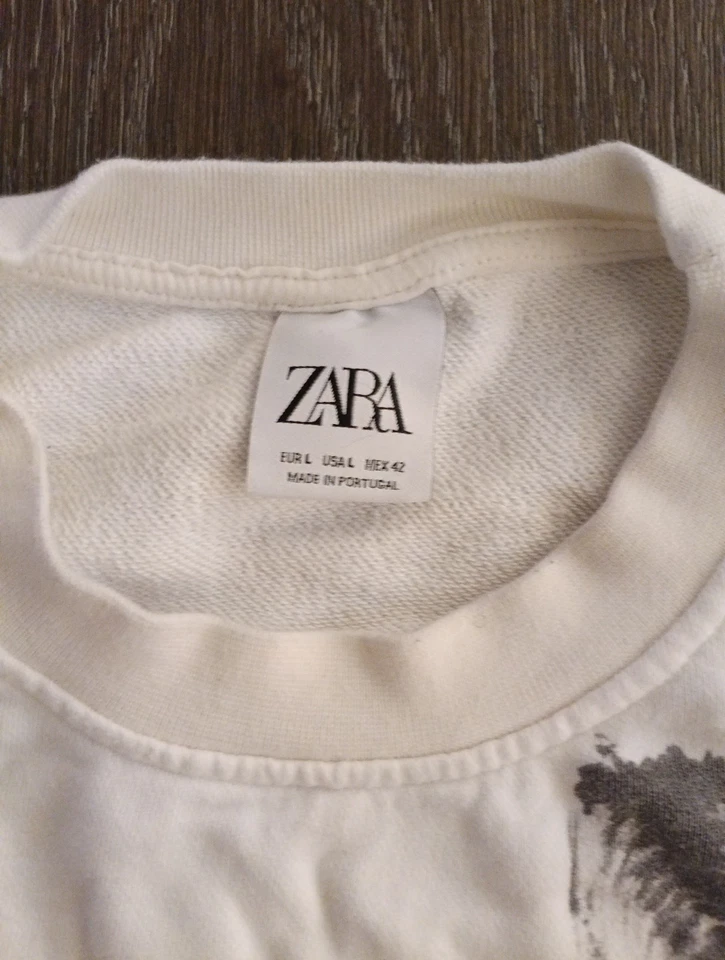 ZARA
EUR L USA L MEX 42
MADE IN PORTUGAL